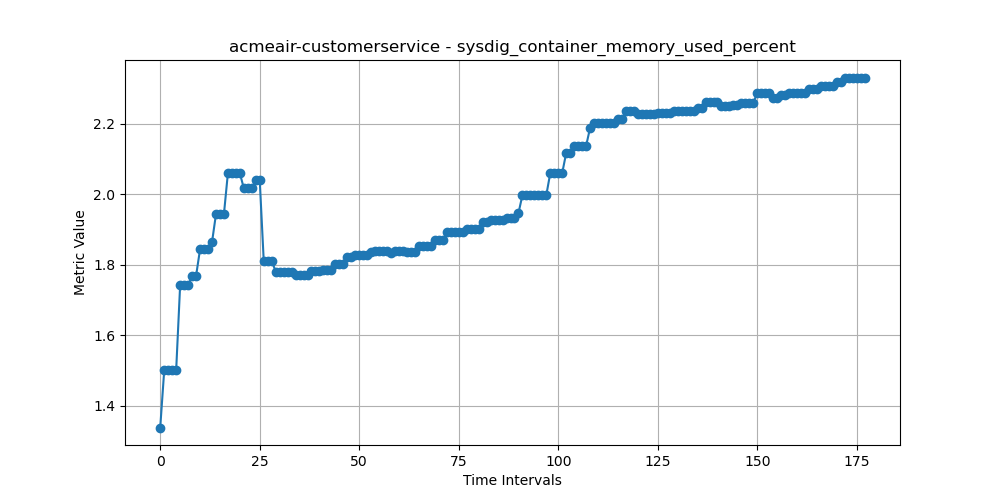 acmeair-customerservice - sysdig_container_memory_used_percent
Metric Value
2.2
2.0
1.8
1.6
1.4
0 25 50 75 100 125 150 175
Time Intervals